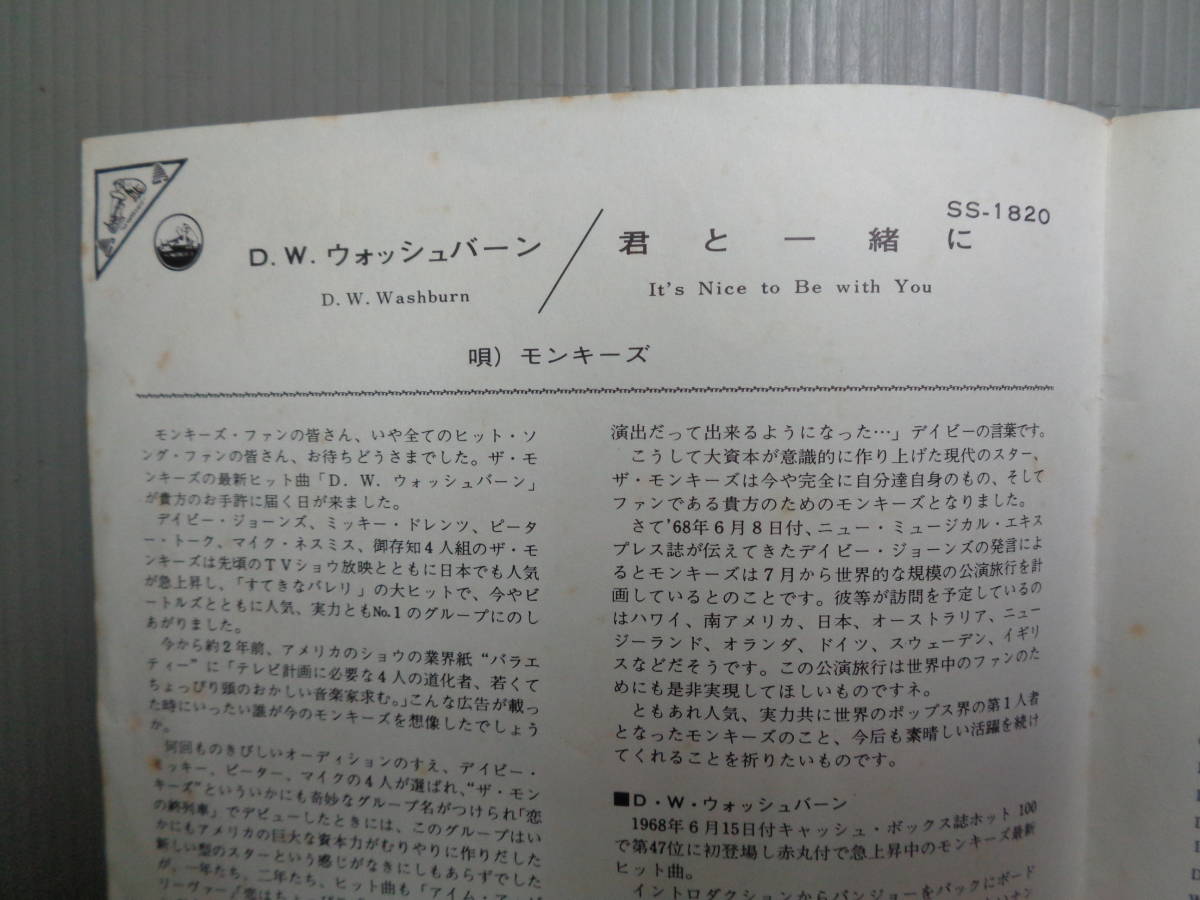 SS-1820
D.W.ウォッシュバーン／君と一緒に
D.W.Washburn
It's Nice to Be with You
唄）モンキーズ
モンキーズ・ファンの皆さん、いや全てのヒット・ソ
ング・ファンの皆さん、お待ちどうさまでした。ザ・モ
ンキーズの最新ヒット曲「D．W．ウォッシュバーン」
が貴方のお手許に届く日が来ました。
デイビー・ジョーンズ、ミッキー・ドレンツ、ピータ
ー・トーク、マイク・ネスミス、御存知4人組のザ・モ
ンキーズは先頃のTVショウ放映とともに日本でも人気
が急上昇し、「すてきなバレリ」の大ヒットで、今やビ
ートルズとともに人気、実力ともNo.1のグループにのし
あがりました。
今から約2年前、アメリカのショウの業界紙“バラエ
ティー”に「テレビ計画に必要な4人の道化者、若くて
ちょっぴり頭のおかしい音楽家求む。」こんな広告が載っ
た時にいったい誰が今のモンキーズを想像したでしょう
か。
何回ものきびしいオーディションのすえ、デイビー・
ミッキー、ピーター、マイクの4人が選ばれ、“ザ・モン
キーズ”といういかにも奇妙なグループ名がつけられ「恋
の終列車」でデビューしたときには、このグループはい
かにもアメリカの巨大な資本力がむりやりに作りだした
新しい型のスターという感じがなきにしもあらずでした
が、一年たち、二年たち、ヒット曲も「アイム・ア・ビ
リーヴァー／恋は
演出だって出来るようになった…」デイビーの言葉です。
こうして大資本が意識的に作り上げた現代のスター、
ザ・モンキーズは今や完全に自分達自身のもの、そして
ファンである貴方のためのモンキーズとなりました。
さて'68年6月8日付、ニュー・ミュージカル・エキス
プレス誌が伝えてきたデイビー・ジョーンズの発言によ
るとモンキーズは7月から世界的な規模の公演旅行を計
画しているとのことです。彼等が訪問を予定しているの
はハワイ、南アメリカ、日本、オーストラリア、ニュー
ジーランド、オランダ、ドイツ、スウェーデン、イギリ
スなどだそうです。この公演旅行は世界中のファンのた
めにも是非実現してほしいものですネ。
ともあれ人気、実力共に世界のポップス界の第1人者
となったモンキーズのこと、今后も素晴しい活躍を続け
てくれることを祈りたいものです。
■D・W・ウォッシュバーン
1968年6月15日付キャッシュ・ボックス誌ホット100
で第47位に初登場し赤丸付で急上昇中のモンキーズ最新
ヒット曲。
イントロダクションからバンジョーをバックにボード